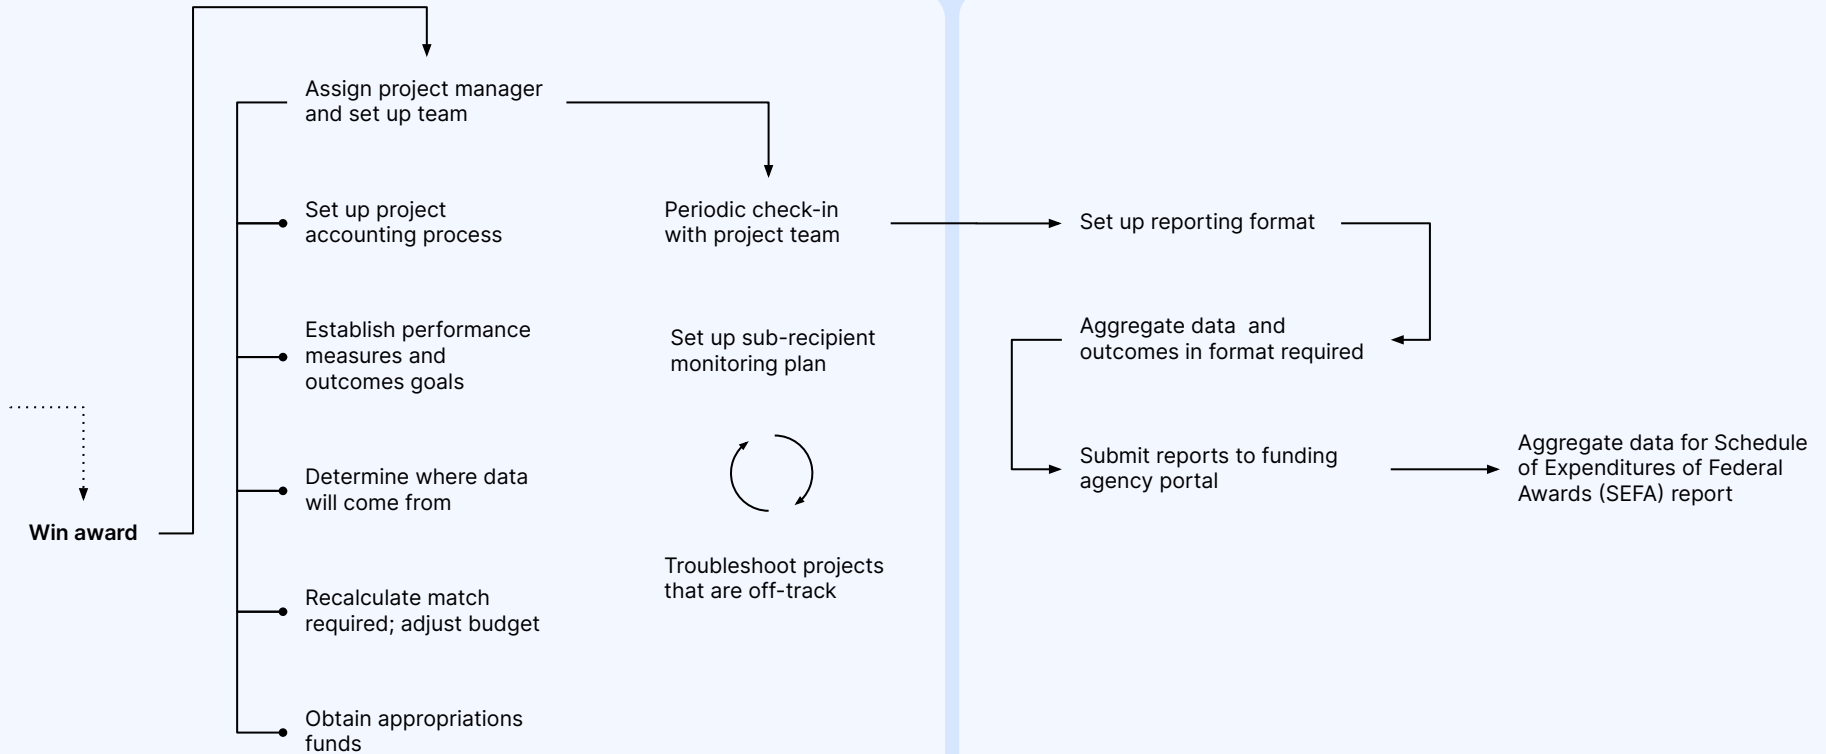 Assign project manager
and set up team
Set up project
accounting process
Establish performance
measures and
outcomes goals
Determine where data
will come from
Win award
Recalculate match
required; adjust budget
Obtain appropriations
funds
Periodic check-in
with project team
Set up sub-recipient
monitoring plan
Troubleshoot projects
that are off-track
Set up reporting format
Aggregate data  and
outcomes in format required
Submit reports to funding
agency portal
Aggregate data for Schedule
of Expenditures of Federal
Awards (SEFA) report